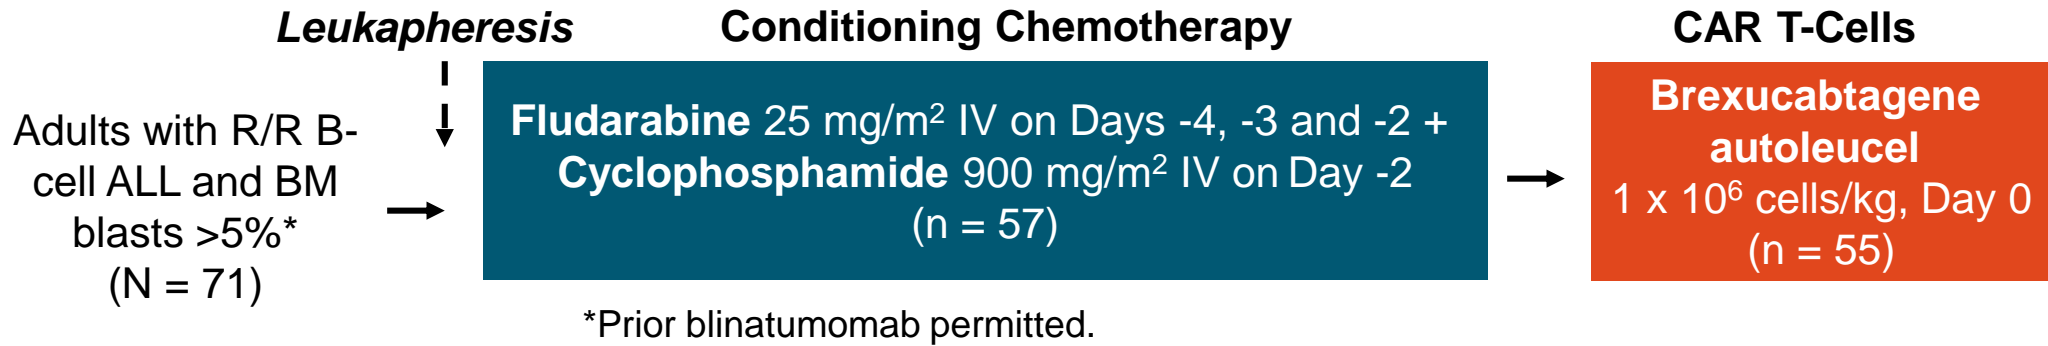 Leukapheresis
Conditioning Chemotherapy
CAR T-Cells
Adults with R/R B-
cell ALL and BM
blasts >5%*
(N = 71)
Fludarabine 25 mg/m² IV on Days -4, -3 and -2 +
Cyclophosphamide 900 mg/m² IV on Day -2
(n = 57)
Brexucabtagene
autoleucel
1 x 10⁶ cells/kg, Day 0
(n = 55)
*Prior blinatumomab permitted.